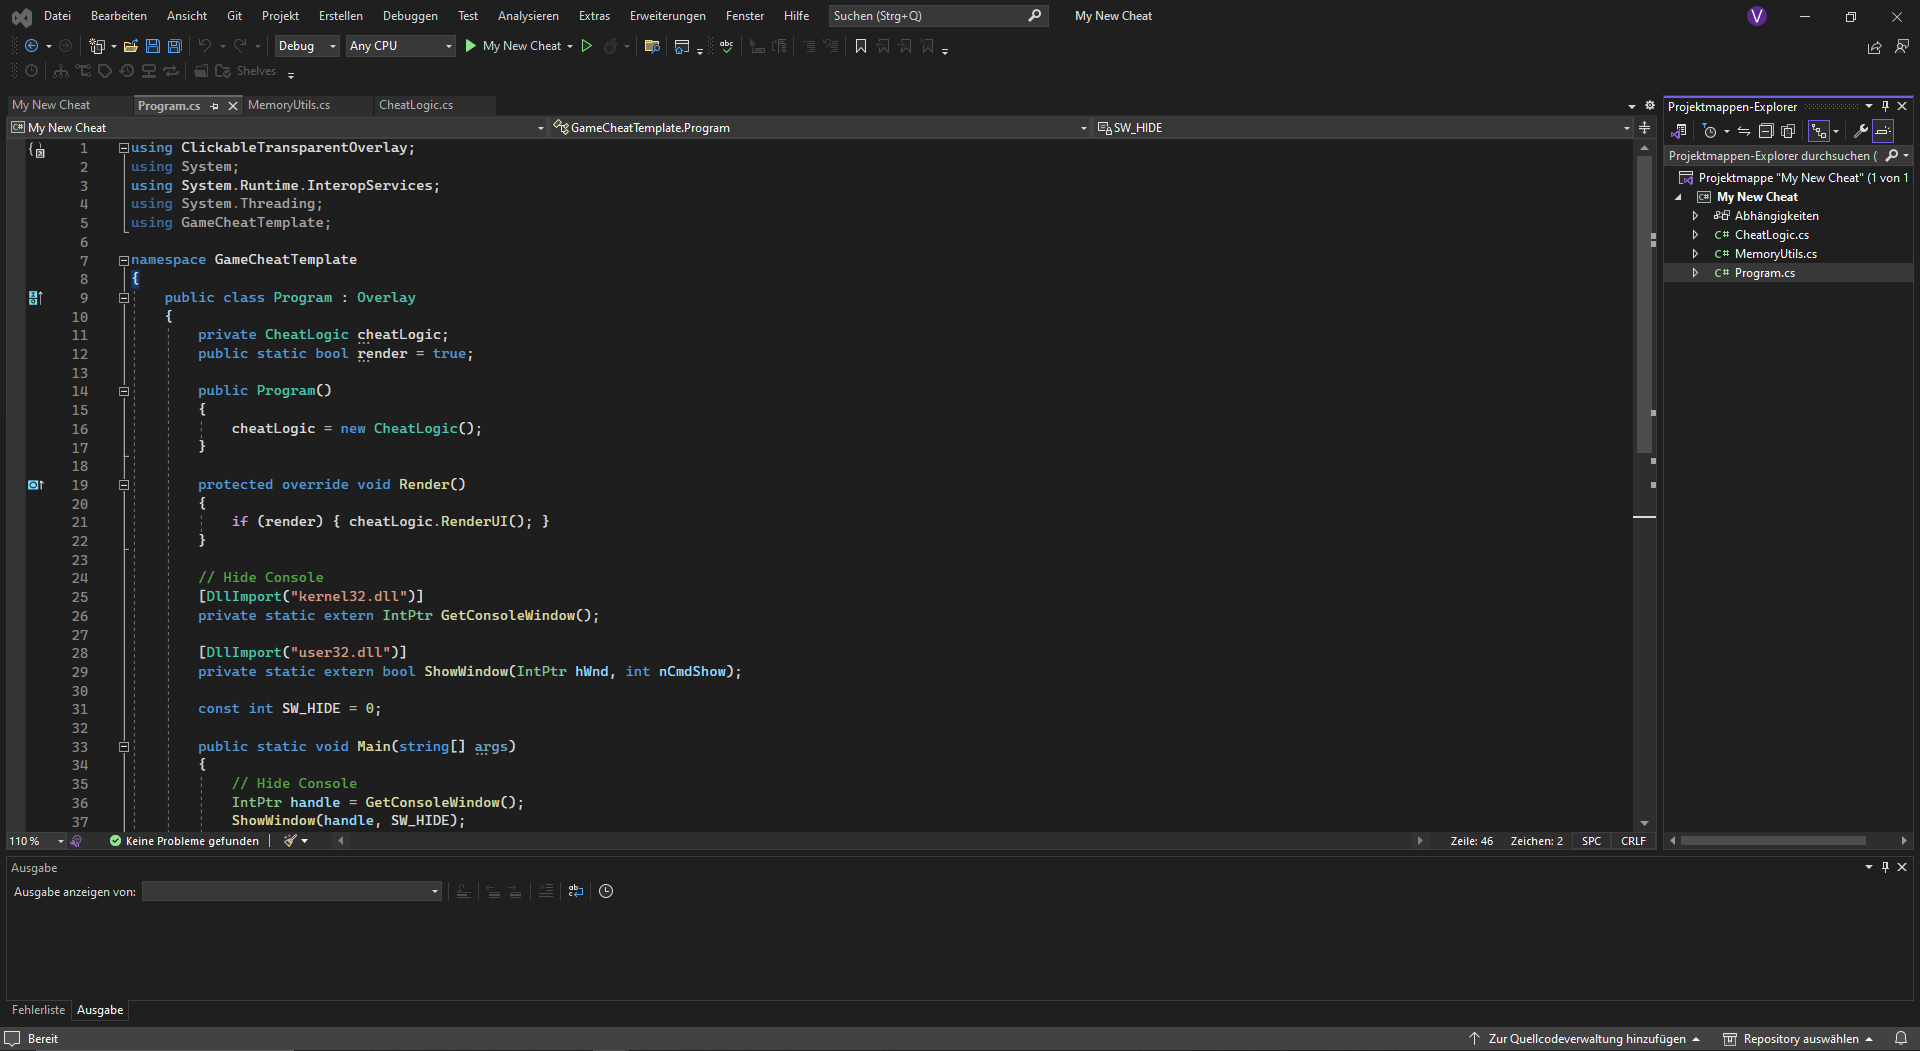 Datei Bearbeiten Ansicht Git Projekt Erstellen Debuggen Test Analysieren Extras Erweiterungen Fenster Hilfe Suchen (Strg+Q) My New Cheat V
Debug Any CPU My New Cheat abc
Shelves
My New Cheat Program.cs MemoryUtils.cs CheatLogic.cs
C# My New Cheat GameCheatTemplate.Program SW_HIDE
1 using ClickableTransparentOverlay;
2 using System;
3 using System.Runtime.InteropServices;
4 using System.Threading;
5 using GameCheatTemplate;
6
7 namespace GameCheatTemplate
8 {
9 public class Program : Overlay
10 {
11 private CheatLogic cheatLogic;
12 public static bool render = true;
13
14 public Program()
15 {
16 cheatLogic = new CheatLogic();
17 }
18
19 protected override void Render()
20 {
21 if (render) { cheatLogic.RenderUI(); }
22 }
23
24 // Hide Console
25 [DllImport("kernel32.dll")]
26 private static extern IntPtr GetConsoleWindow();
27
28 [DllImport("user32.dll")]
29 private static extern bool ShowWindow(IntPtr hWnd, int nCmdShow);
30
31 const int SW_HIDE = 0;
32
33 public static void Main(string[] args)
34 {
35 // Hide Console
36 IntPtr handle = GetConsoleWindow();
37 ShowWindow(handle, SW_HIDE);
110 % Keine Probleme gefunden Zeile: 46 Zeichen: 2 SPC CRLF
Projektmappen-Explorer
Projektmappen-Explorer durchsuchen (
Projektmappe "My New Cheat" (1 von 1
C# My New Cheat
Abhängigkeiten
C# CheatLogic.cs
C# MemoryUtils.cs
C# Program.cs
Ausgabe
Ausgabe anzeigen von:
Fehlerliste Ausgabe
Bereit Zur Quellcodeverwaltung hinzufügen Repository auswählen